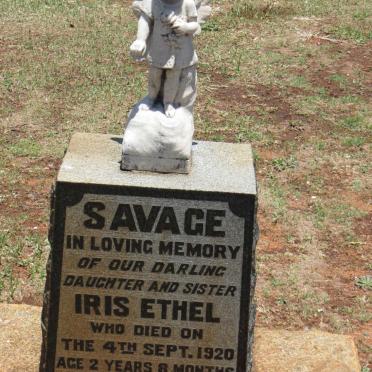 SAVAGE
IN LOVING MEMORY
OF OUR DARLING
DAUGHTER AND SISTER
IRIS ETHEL
WHO DIED ON
THE 4TH SEPT. 1920
AGE 2 YEARS 8 MONTHS